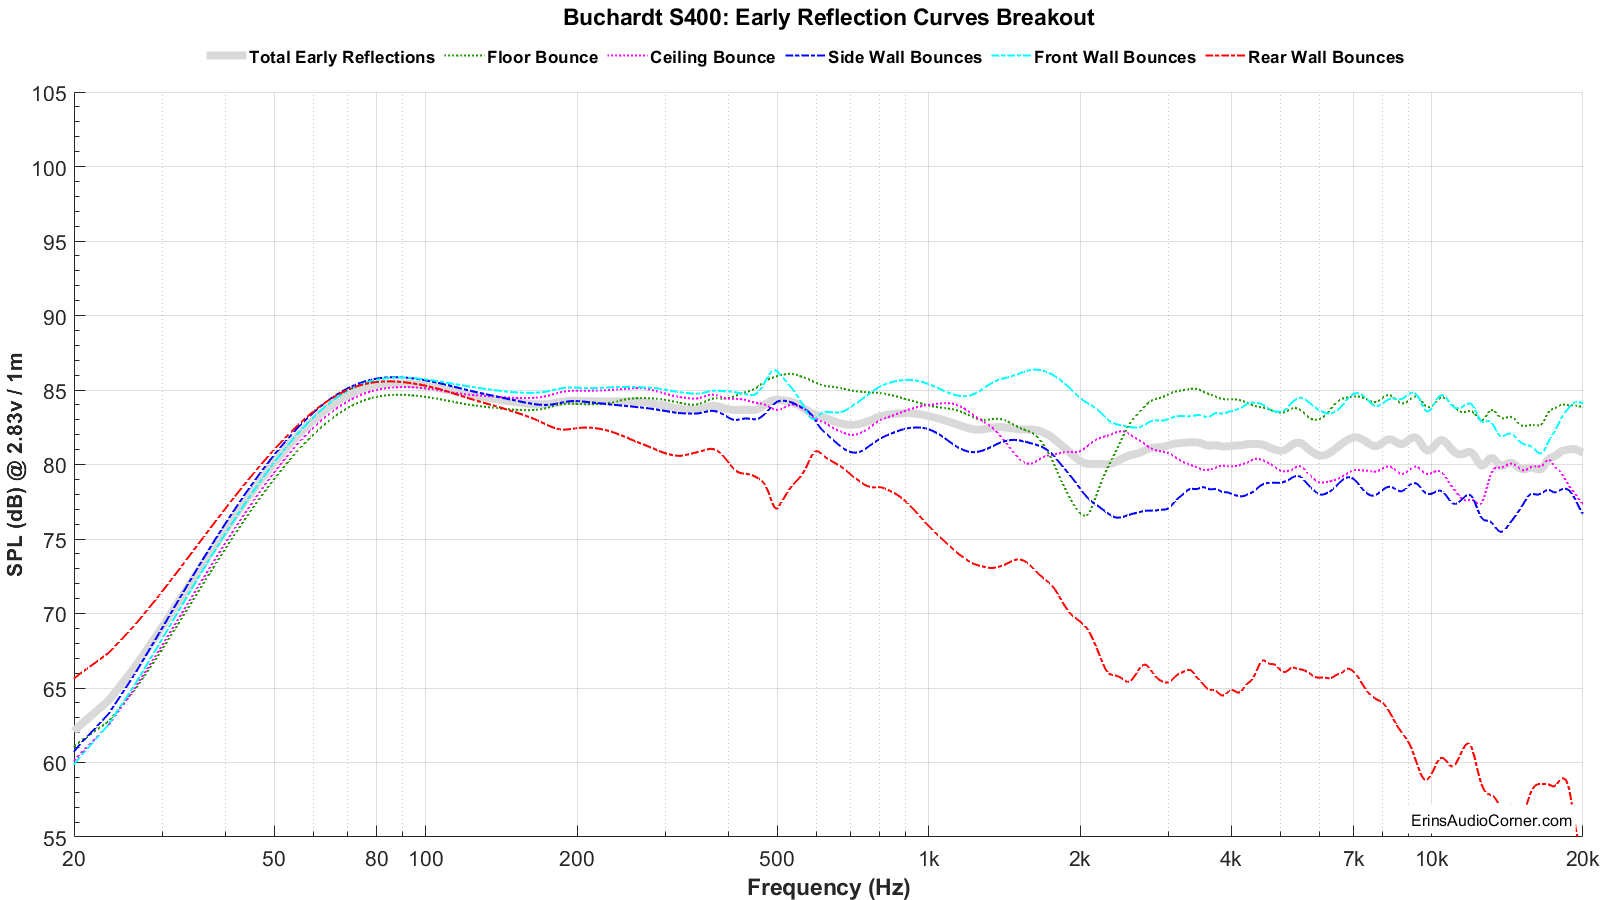 Buchardt S400: Early Reflection Curves Breakout
Total Early Reflections Floor Bounce Ceiling Bounce Side Wall Bounces Front Wall Bounces Rear Wall Bounces
105
100
95
90
85
80
75
70
65
60
55
SPL (dB) @ 2.83v / 1m
ErinsAudioCorner.com
20 50 80 100 200 500 1k 2k 4k 7k 10k 20k
Frequency (Hz)